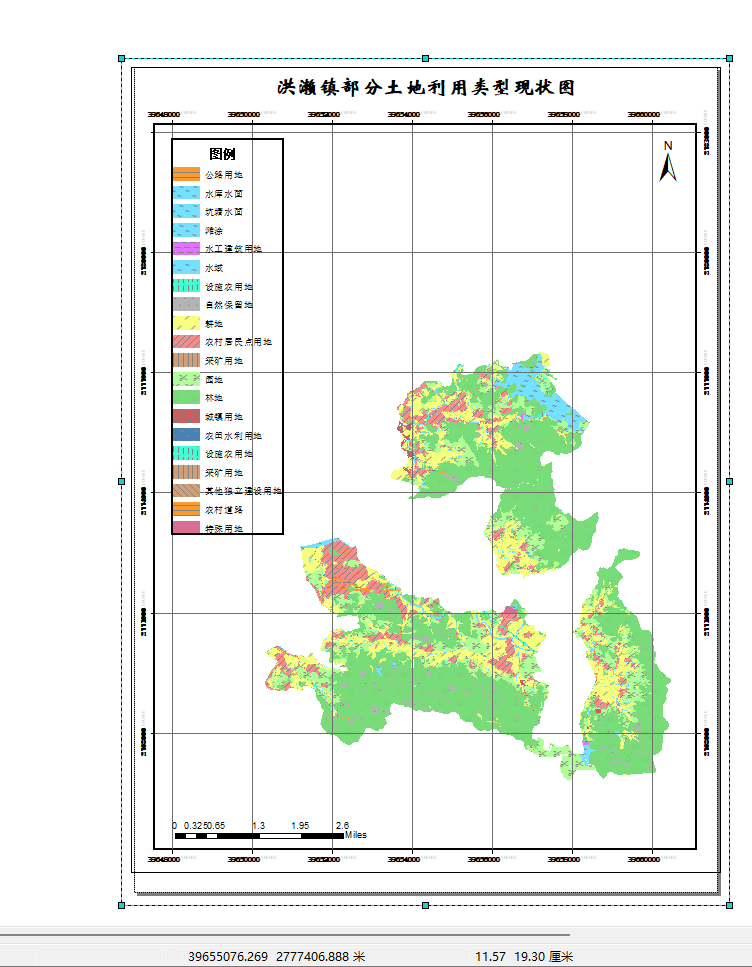 洪濑镇部分土地利用类型现状图
39648000 39650000 39652000 39654000 39656000 39658000 39660000
N
图例
公路用地
水库水面
坑塘水面
滩涂
水工建筑用地
水域
设施农用地
自然保留地
耕地
农村居民点用地
采矿用地
园地
林地
城镇用地
农田水利用地
设施农用地
采矿用地
其他独立建设用地
农村道路
特殊用地
0 0.325 0.65 1.3 1.95 2.6
Miles
39648000 39650000 39652000 39654000 39656000 39658000 39660000
39655076.269 2777406.888 米
11.57 19.30 厘米